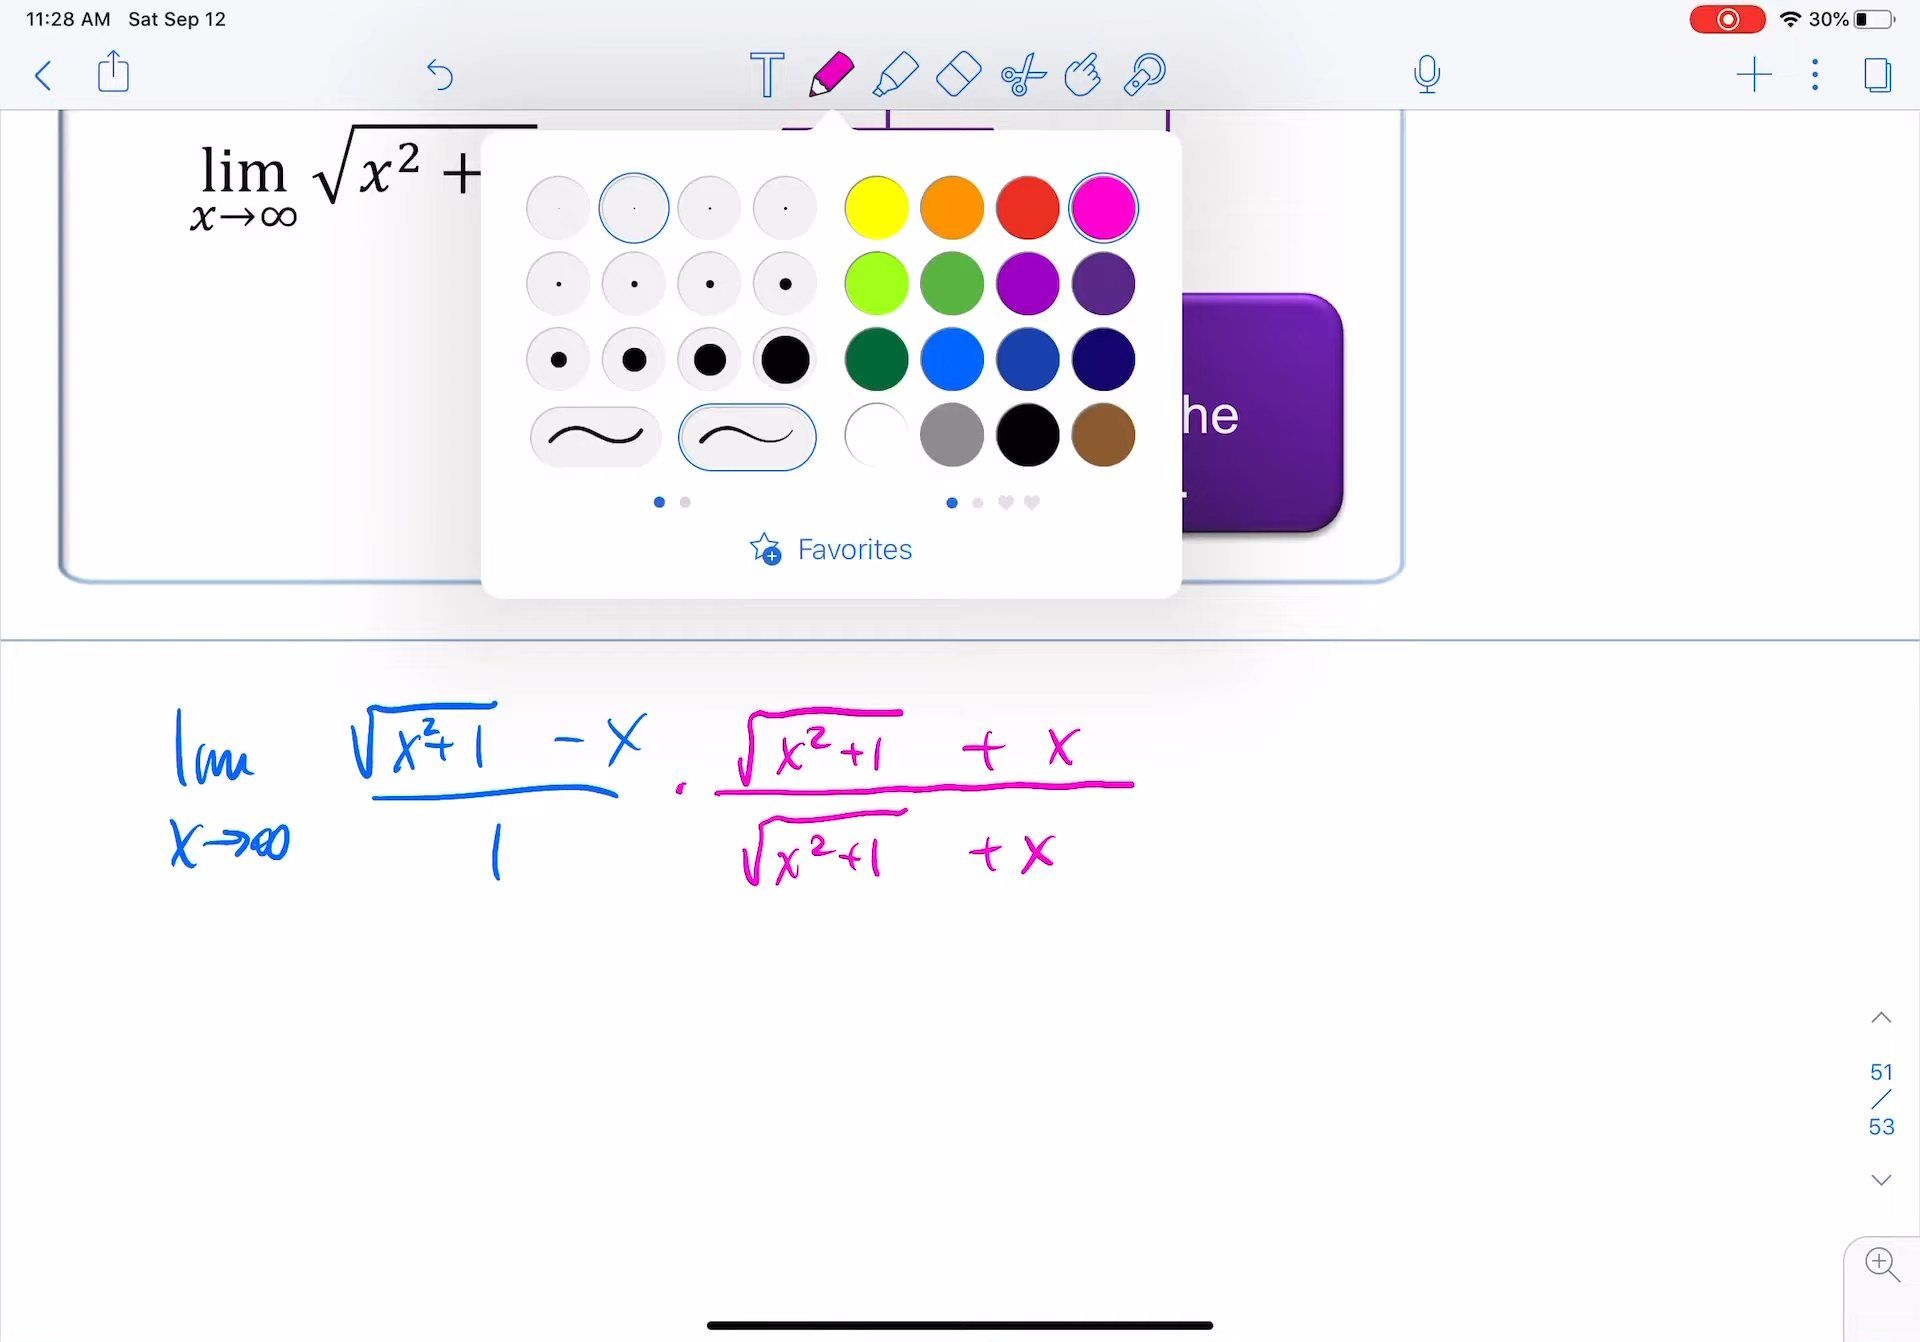 11:28 AM Sat Sep 12
30%
T
lim √x² +
x→∞
he
Favorites
lim √x²+1 - x · √x²+1 + x
x→∞ 1 √x²+1 + x
51
/
53